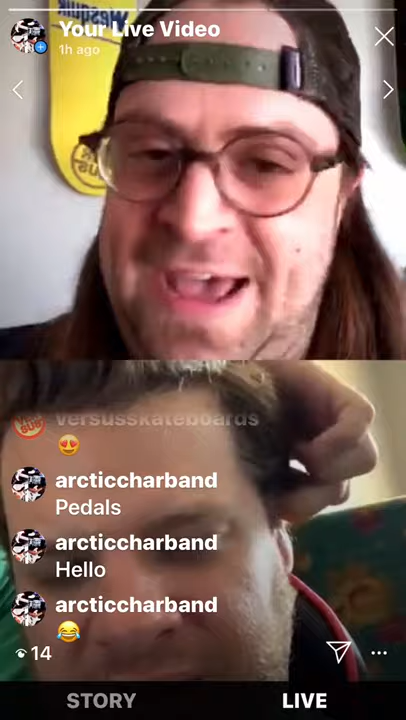 Your Live Video
1h ago
versusskateboards
😍
arcticcharband
Pedals
arcticcharband
Hello
arcticcharband
😂
14
STORY
LIVE